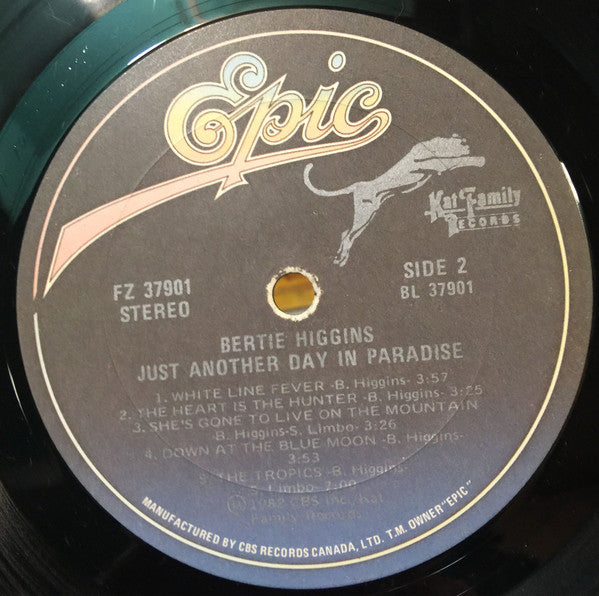 Epic
Kat Family
RECORDS
FZ 37901
STEREO
SIDE 2
BL 37901
BERTIE HIGGINS
JUST ANOTHER DAY IN PARADISE
1. WHITE LINE FEVER -B. Higgins- 3:57
2. THE HEART IS THE HUNTER -B. Higgins- 3:25
3. SHE'S GONE TO LIVE ON THE MOUNTAIN
B. Higgins-S. Limbo- 3:26
4. DOWN AT THE BLUE MOON -B. Higgins-
3:53
5. THE TROPICS -B. Higgins-
S. Limbo- 7:00
Ⓟ 1982 CBS Inc./Kat
Family Records
MANUFACTURED BY CBS RECORDS CANADA, LTD. T.M. OWNER "EPIC"